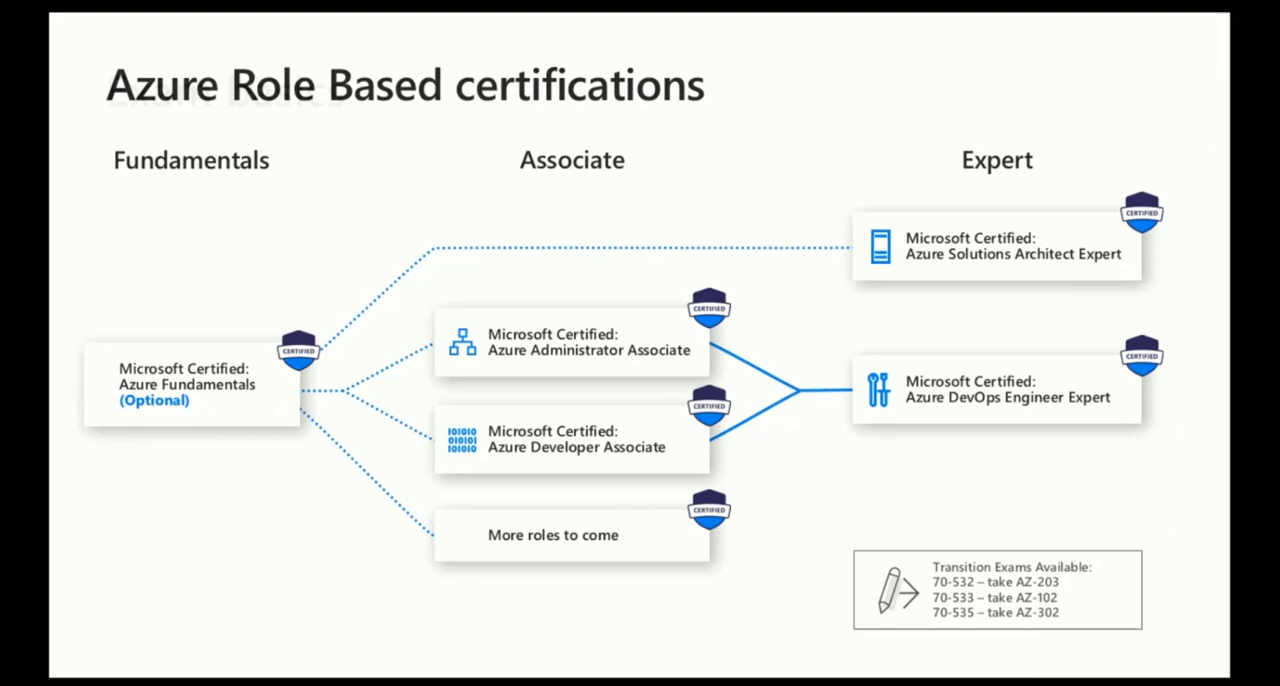 Azure Role Based certifications
Fundamentals
Associate
Expert
CERTIFIED
Microsoft Certified:
Azure Solutions Architect Expert
CERTIFIED
Microsoft Certified:
Azure Administrator Associate
CERTIFIED
Microsoft Certified:
Azure Fundamentals
(Optional)
CERTIFIED
Microsoft Certified:
Azure DevOps Engineer Expert
CERTIFIED
10101
01010
10101
Microsoft Certified:
Azure Developer Associate
CERTIFIED
More roles to come
Transition Exams Available:
70-532 – take AZ-203
70-533 – take AZ-102
70-535 – take AZ-302